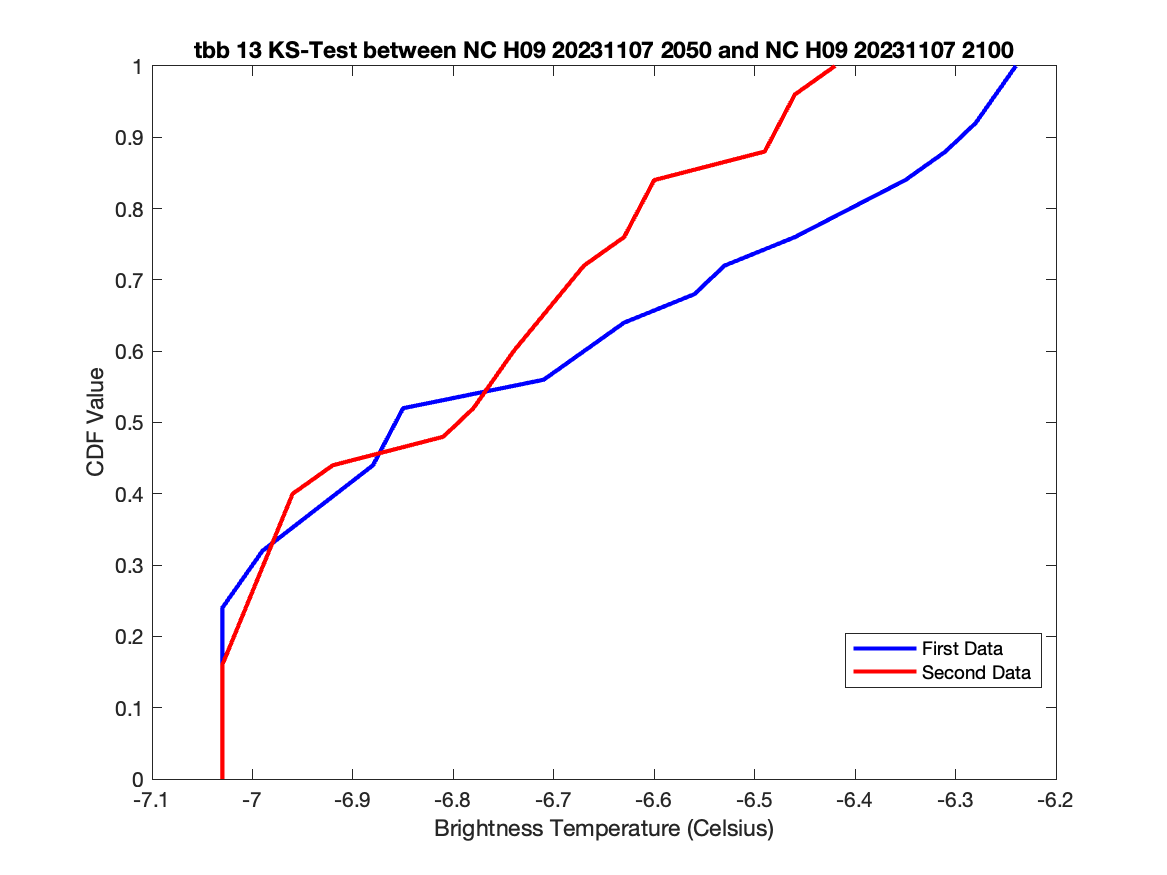 tbb 13 KS-Test between NC H09 20231107 2050 and NC H09 20231107 2100
1
0.9
0.8
0.7
0.6
0.5
0.4
0.3
0.2
0.1
0
CDF Value
First Data
Second Data
-7.1 -7 -6.9 -6.8 -6.7 -6.6 -6.5 -6.4 -6.3 -6.2
Brightness Temperature (Celsius)